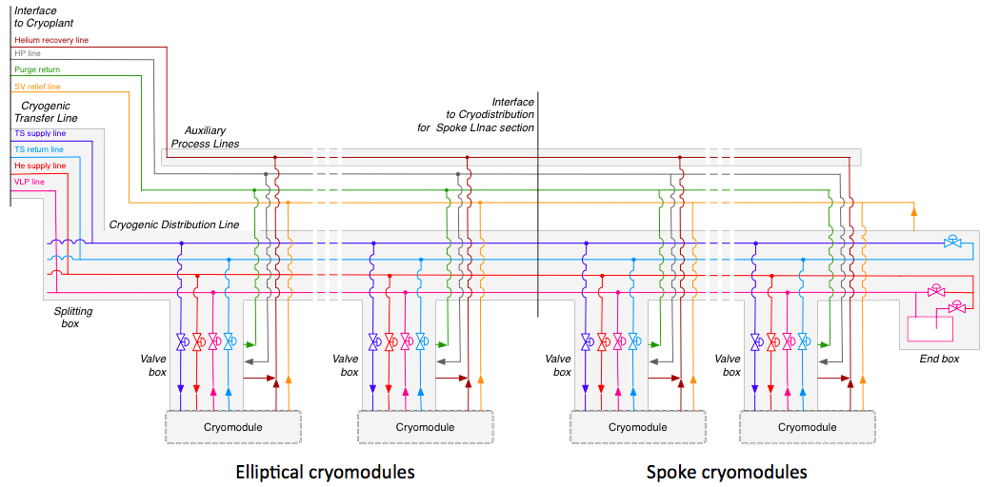 Interface
to Cryoplant
Helium recovery line
HP line
Purge return
SV relief line
Cryogenic
Transfer Line
TS supply line
TS return line
He supply line
VLP line
Auxiliary
Process Lines
Interface
to Cryodistribution
for Spoke LInac section
Cryogenic Distribution Line
Splitting
box
Valve
box
Valve
box
Valve
box
Valve
box
End box
Cryomodule
Cryomodule
Cryomodule
Cryomodule
Elliptical cryomodules
Spoke cryomodules